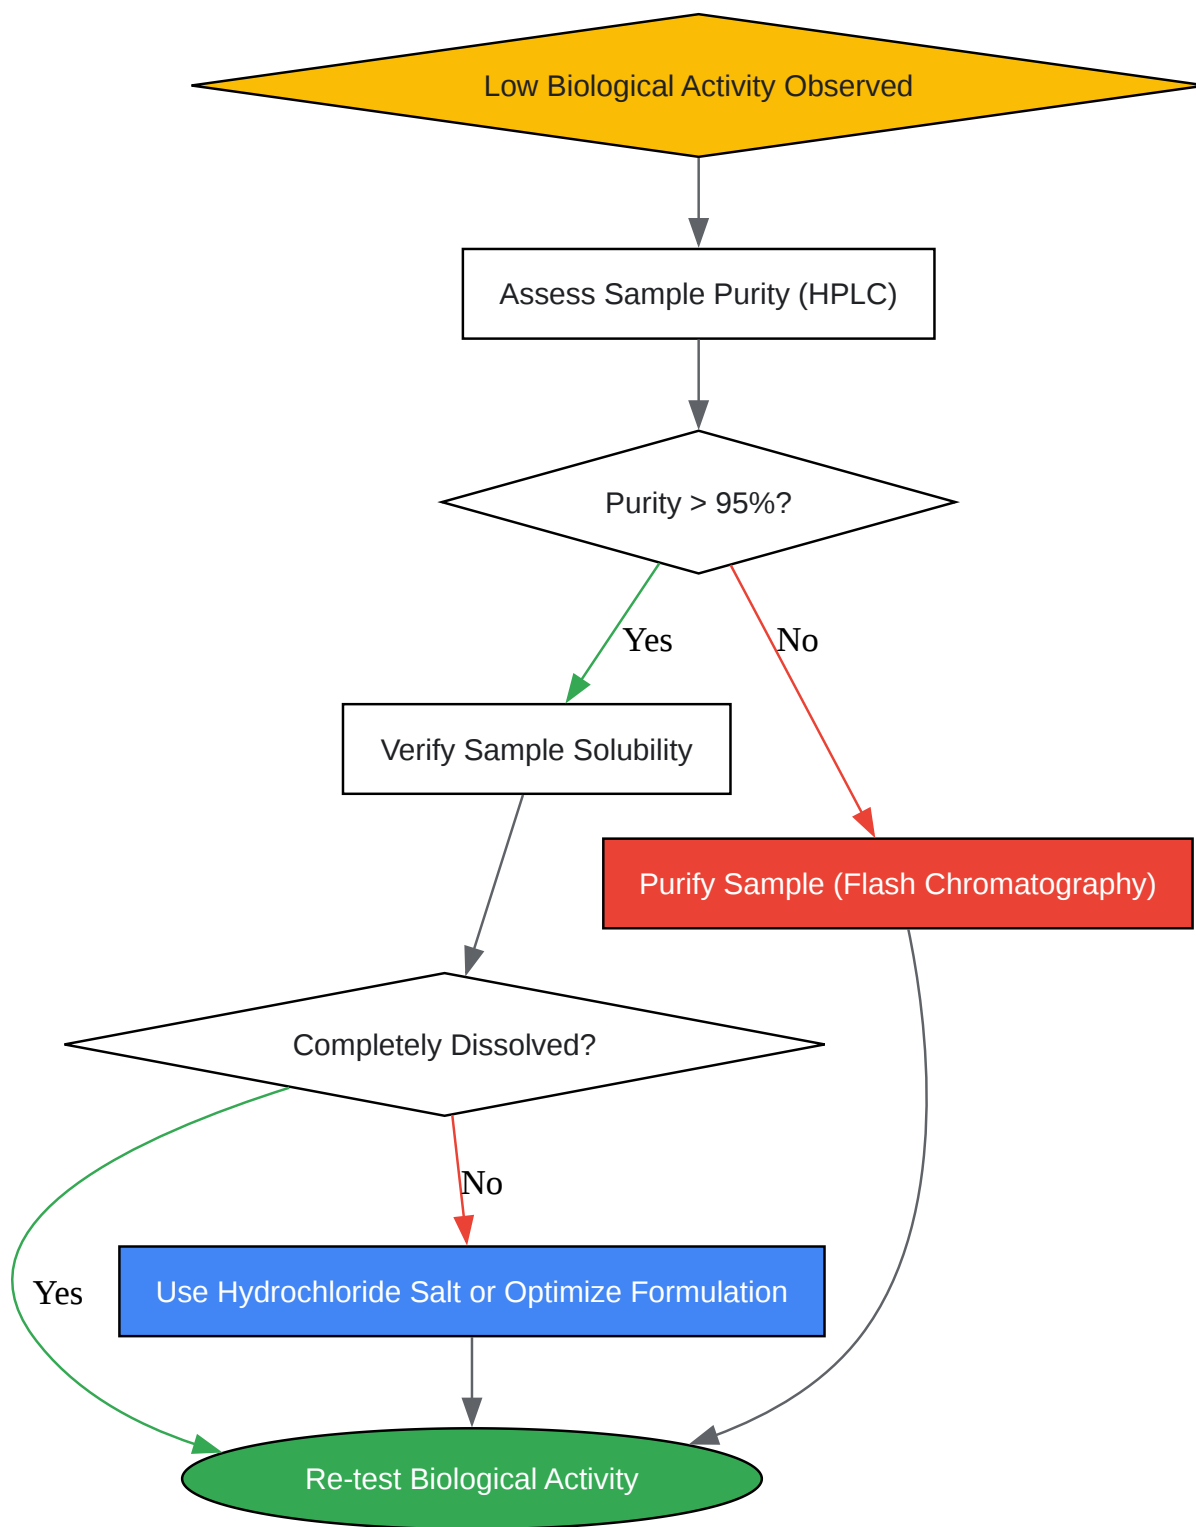 Low Biological Activity Observed
Assess Sample Purity (HPLC)
Purity > 95%?
Yes
No
Verify Sample Solubility
Purify Sample (Flash Chromatography)
Completely Dissolved?
No
Yes
Use Hydrochloride Salt or Optimize Formulation
Re-test Biological Activity